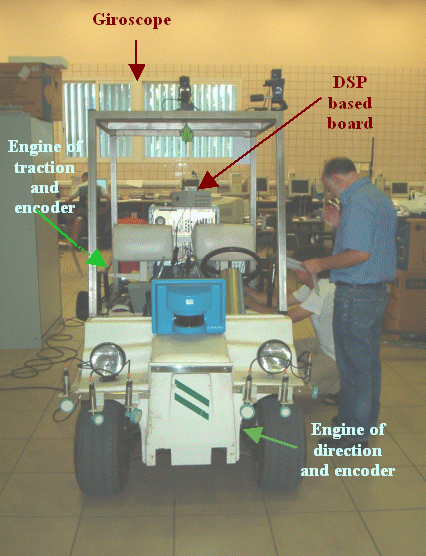 Giroscope
DSP
based
board
Engine of
traction
and
encoder
Engine of
direction
and encoder